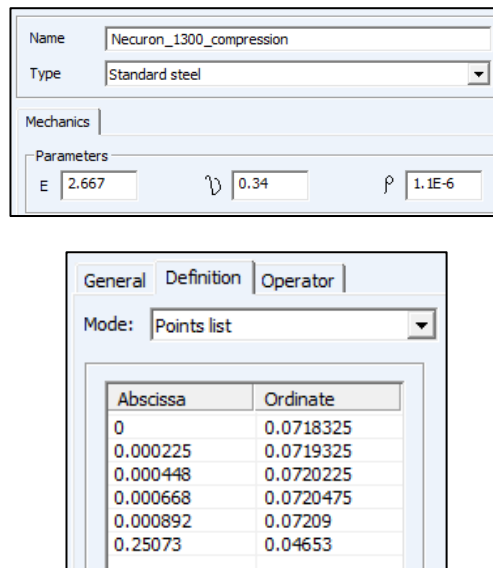 Name Necuron_1300_compression
Type Standard steel
Mechanics
Parameters
E 2.667 υ 0.34 ρ 1.1E-6
General Definition Operator
Mode: Points list
Abscissa Ordinate
0 0.0718325
0.000225 0.0719325
0.000448 0.0720225
0.000668 0.0720475
0.000892 0.07209
0.25073 0.04653